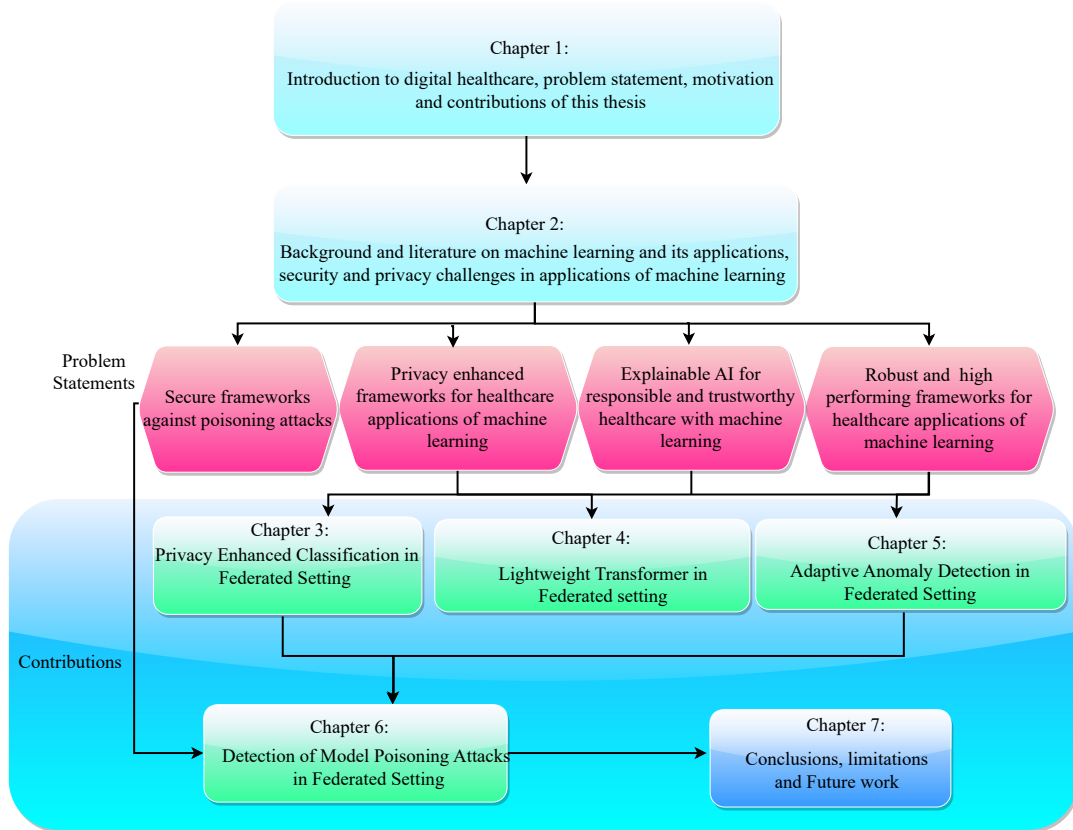 Chapter 1:
Introduction to digital healthcare, problem statement, motivation
and contributions of this thesis
Chapter 2:
Background and literature on machine learning and its applications,
security and privacy challenges in applications of machine learning
Problem
Statements
Secure frameworks
against poisoning attacks
Privacy enhanced
frameworks for healthcare
applications of machine
learning
Explainable AI for
responsible and trustworthy
healthcare with machine
learning
Robust and high
performing frameworks for
healthcare applications of
machine learning
Chapter 3:
Privacy Enhanced Classification in
Federated Setting
Chapter 4:
Lightweight Transformer in
Federated setting
Chapter 5:
Adaptive Anomaly Detection in
Federated Setting
Contributions
Chapter 6:
Detection of Model Poisoning Attacks
in Federated Setting
Chapter 7:
Conclusions, limitations
and Future work